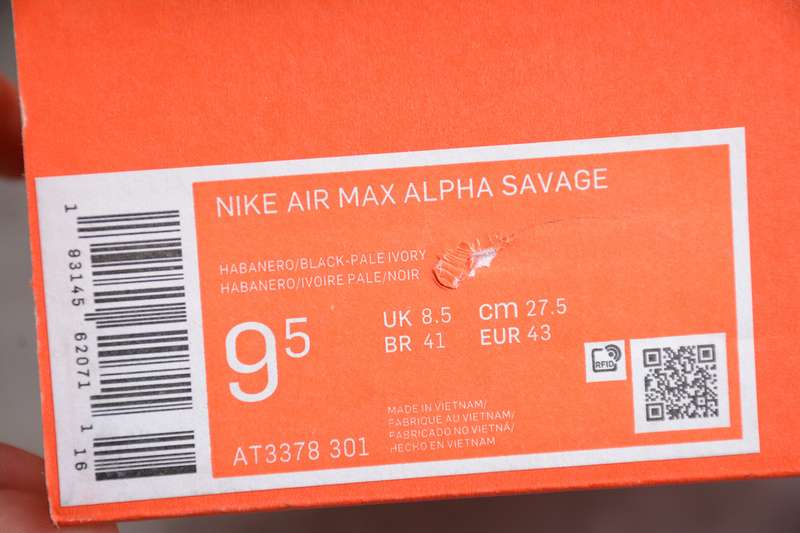 NIKE AIR MAX ALPHA SAVAGE
HABANERO/BLACK-PALE IVORY
HABANERO/IVOIRE PALE/NOIR
95
UK 8.5 cm 27.5
BR 41 EUR 43
RFID
MADE IN VIETNAM/
FABRIQUE AU VIETNAM/
FABRICADO NO VIETNÁ/
HECHO EN VIETNAM
AT3378 301
1 93145 62071 1 16